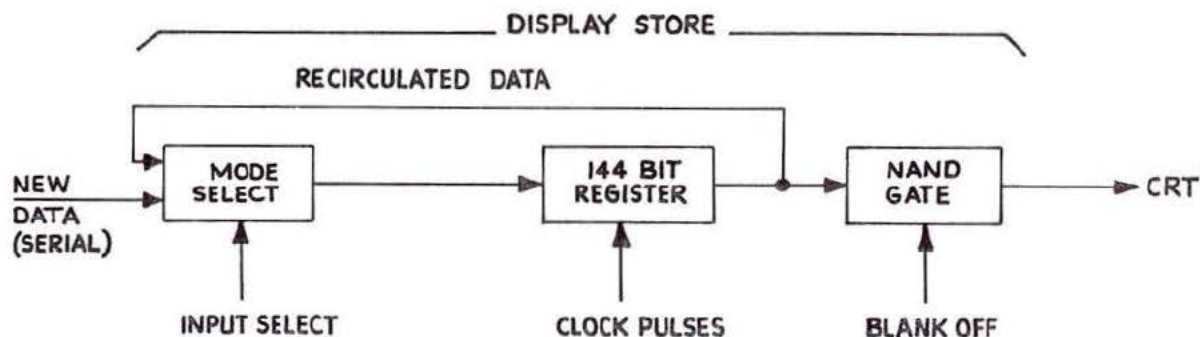 DISPLAY STORE
RECIRCULATED DATA
NEW
DATA
(SERIAL)
MODE
SELECT
144 BIT
REGISTER
NAND
GATE
CRT
INPUT SELECT
CLOCK PULSES
BLANK OFF